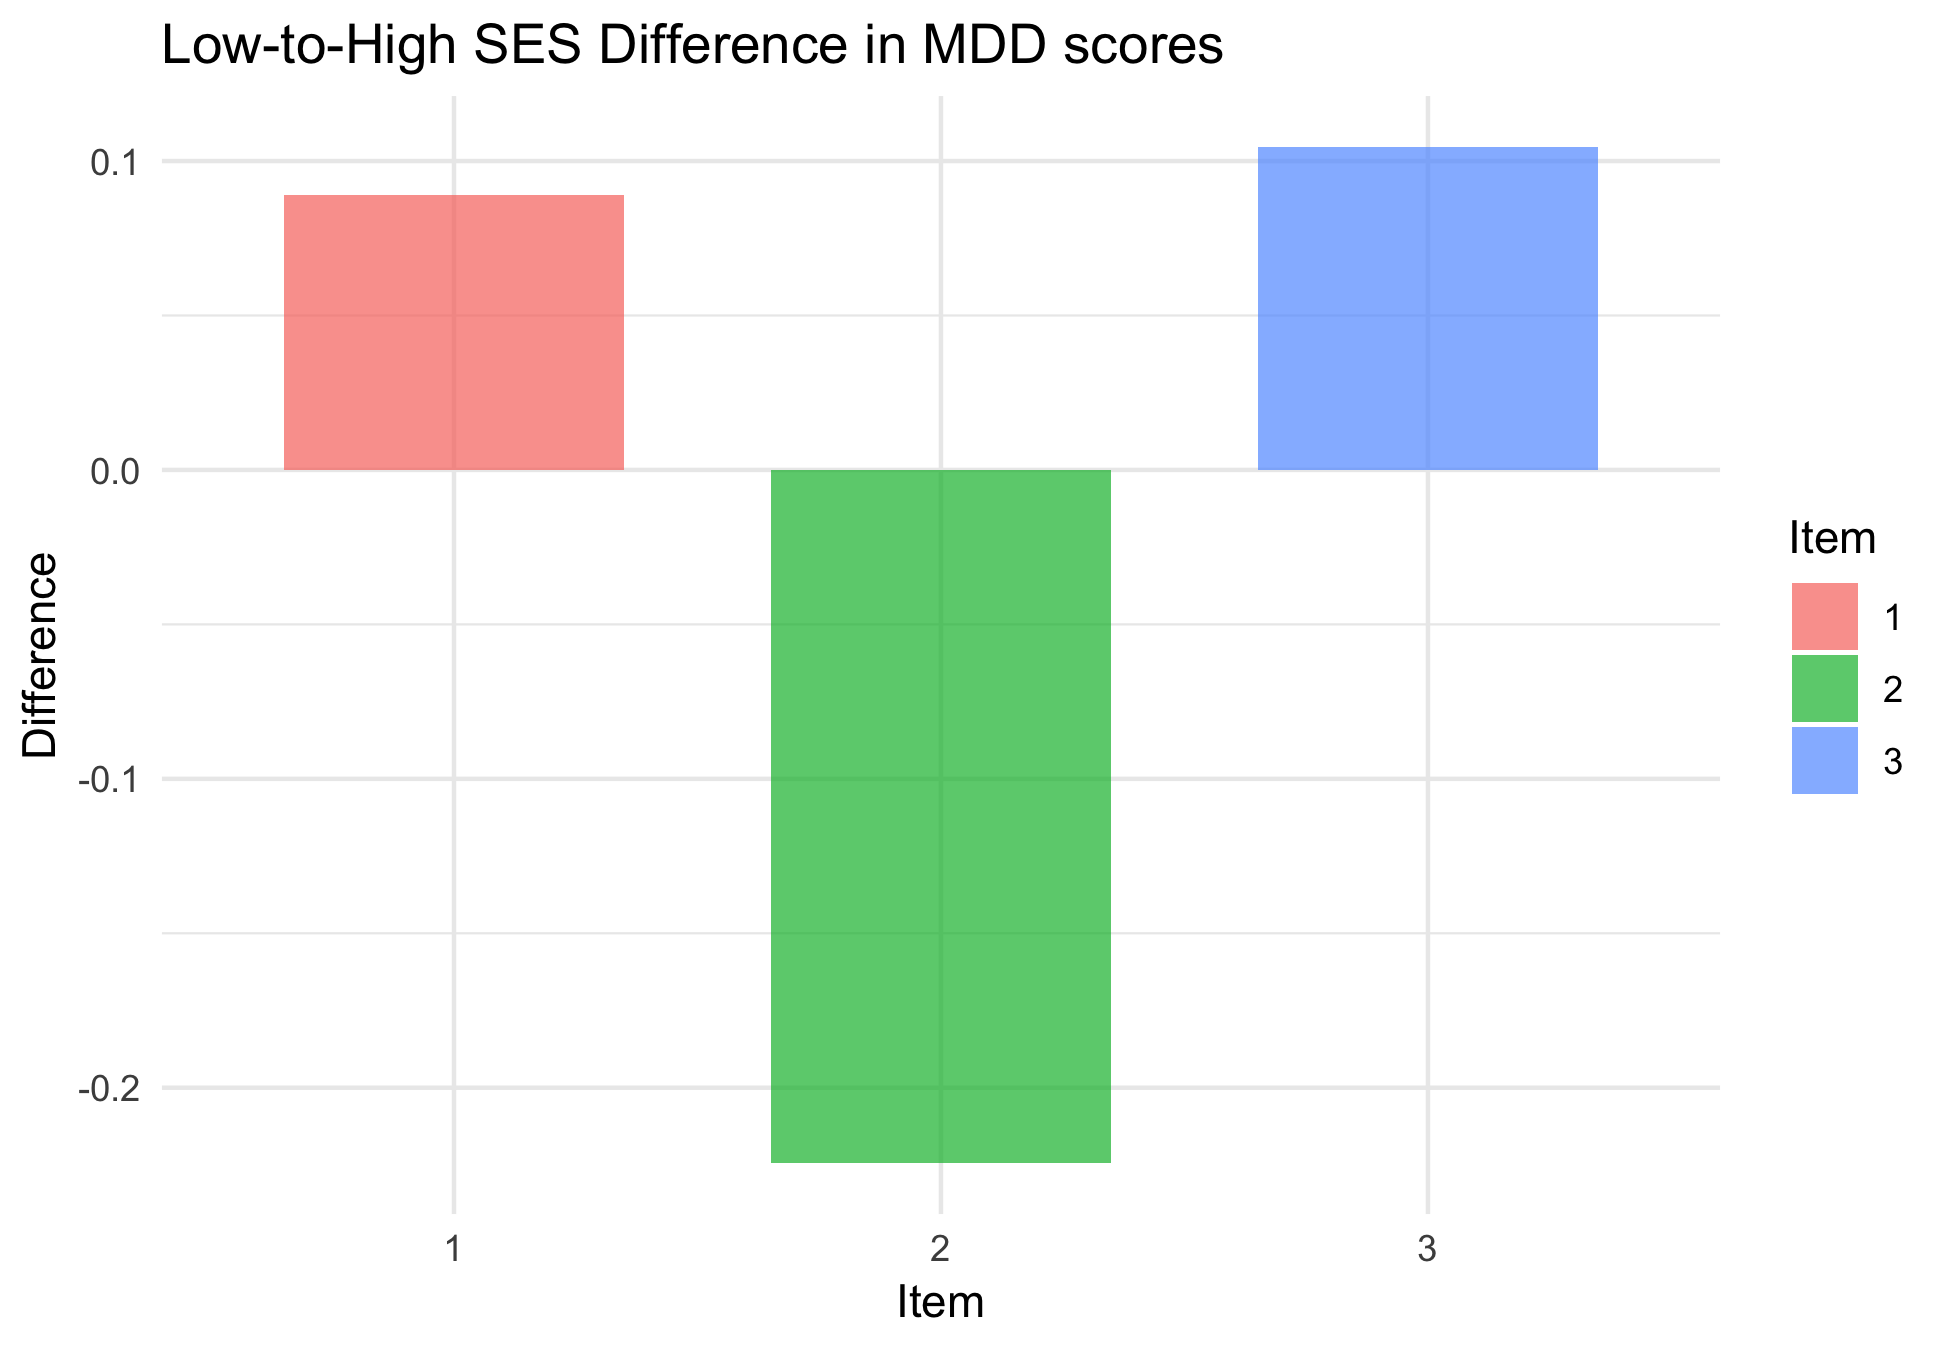 Low-to-High SES Difference in MDD scores
0.1
0.0
-0.1
-0.2
Difference
1
2
3
Item
Item
1
2
3